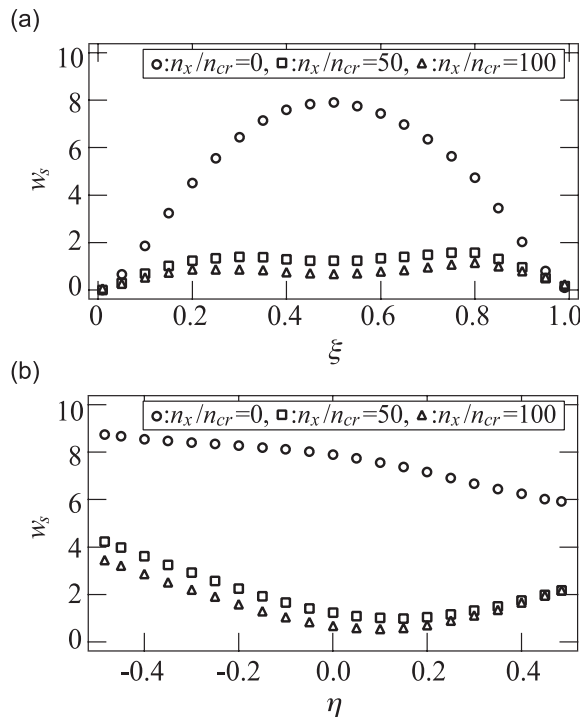 (a)
10
○:nx/ncr=0, □:nx/ncr=50, △:nx/ncr=100
8
6
ws
4
2
0
0 0.2 0.4 0.6 0.8 1.0
ξ
(b)
10
○:nx/ncr=0, □:nx/ncr=50, △:nx/ncr=100
8
6
ws
4
2
0
-0.4 -0.2 0.0 0.2 0.4
η